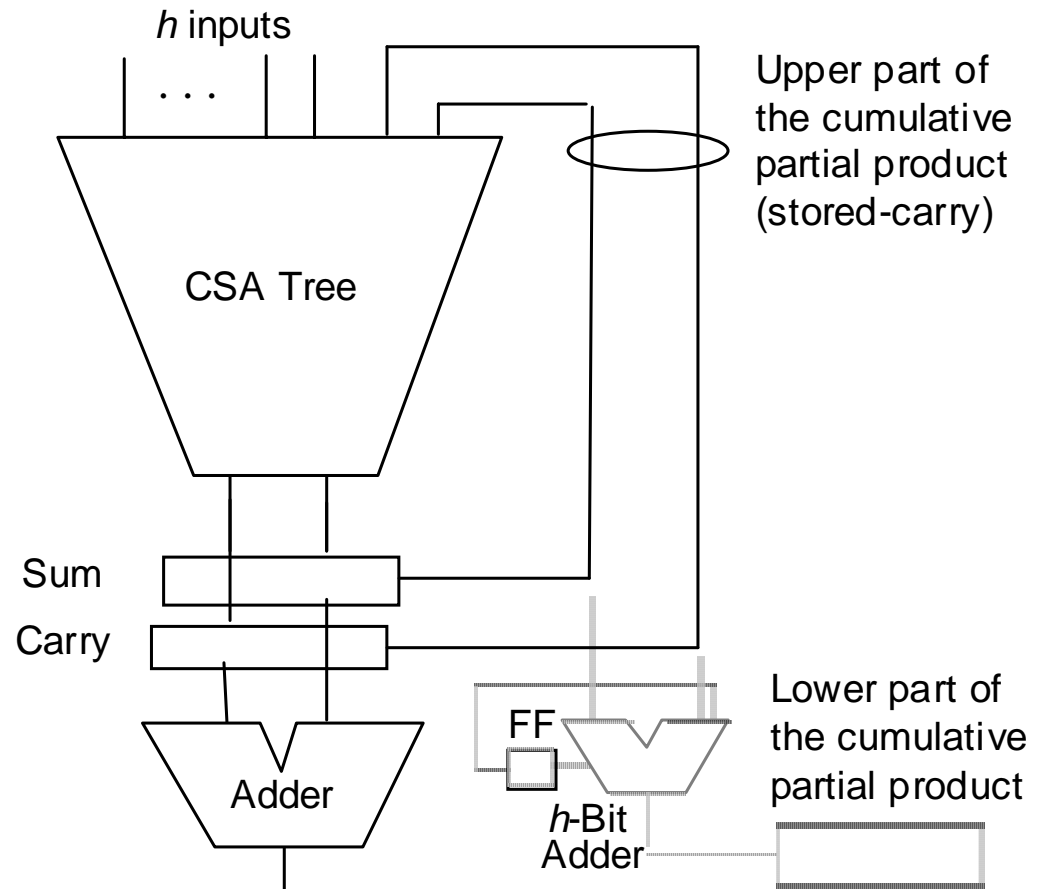 h inputs
. . .
Upper part of
the cumulative
partial product
(stored-carry)
CSA Tree
Sum
Carry
FF
Adder
h-Bit
Adder
Lower part of
the cumulative
partial product